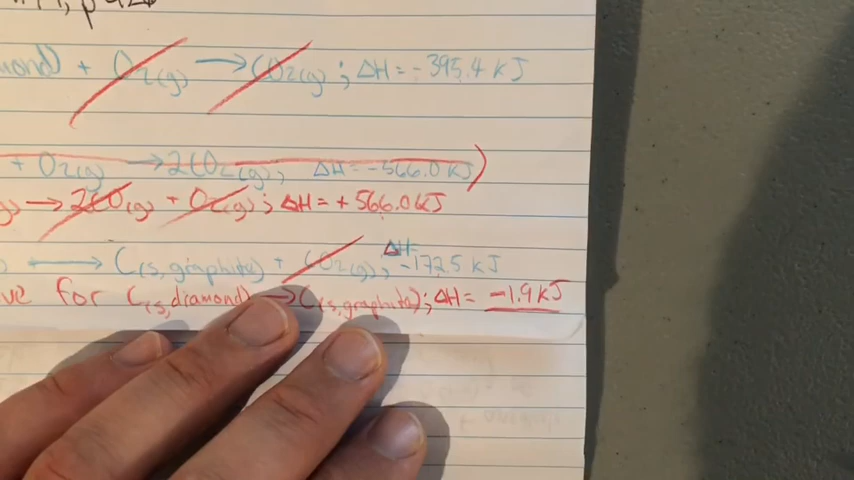 mond) + O₂(g) → CO₂(g); ΔH = -395.4 kJ
+ O₂(g) → 2CO₂(g); ΔH = -566.0 kJ)
(g) → 2CO(g) + O₂(g); ΔH = +566.0 kJ
⟷ C(s, graphite) + CO₂(g); ΔH -172.5 kJ
ve for C(s, diamond) → C(s, graphite); ΔH = -1.9 kJ